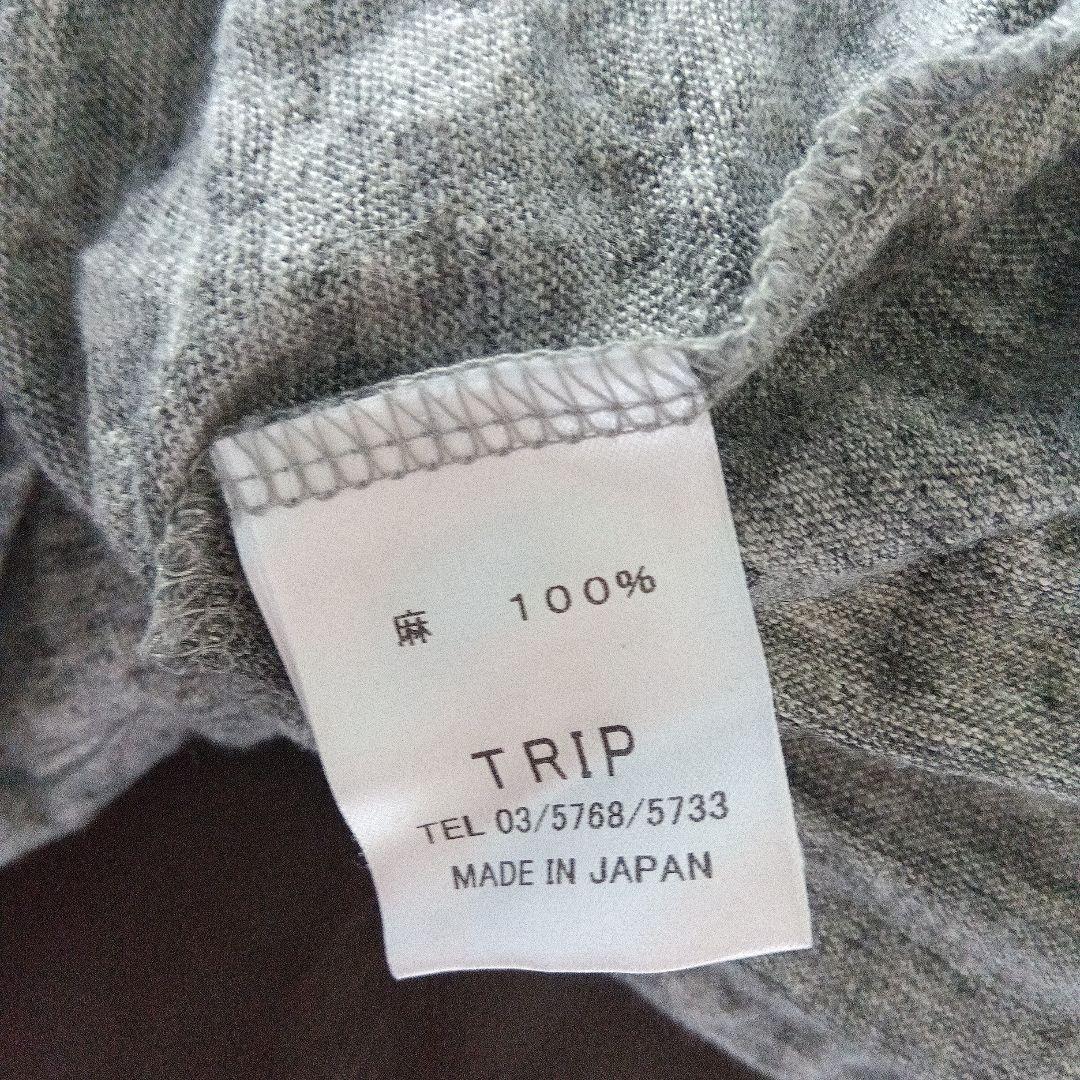 麻　１００％
TRIP
TEL 03/5768/5733
MADE IN JAPAN